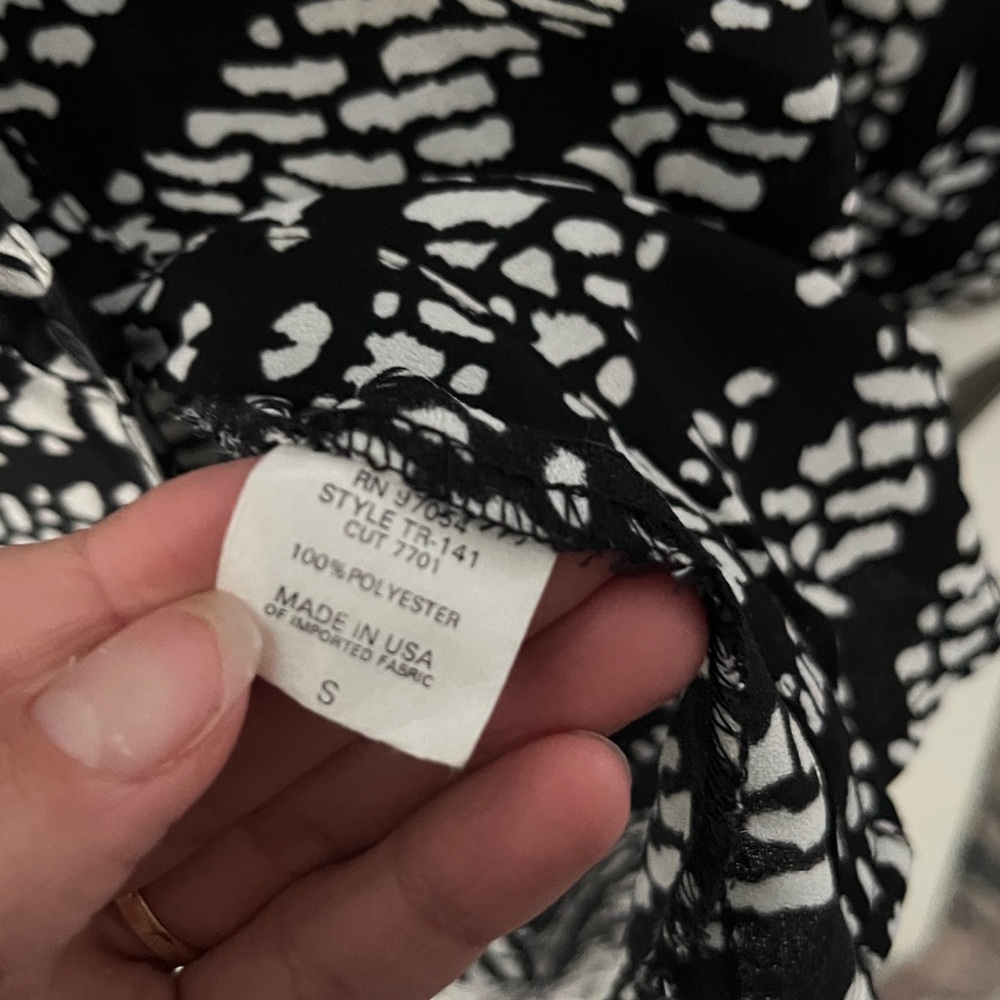 RN 97054
STYLE TR-141
CUT 7701
100% POLYESTER
MADE IN USA
OF IMPORTED FABRIC
S